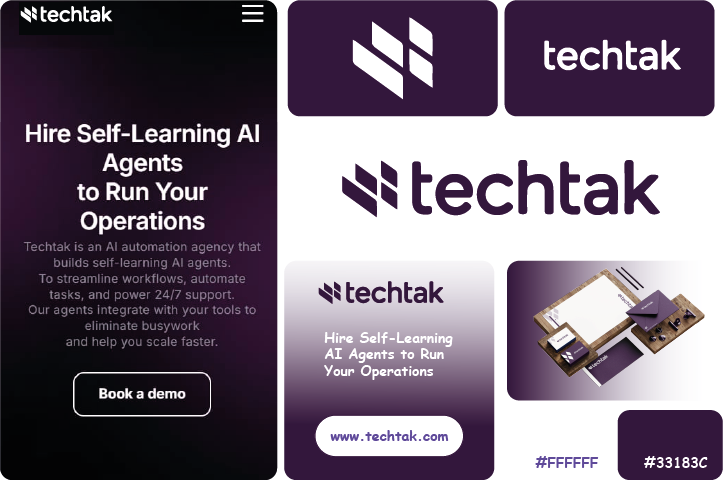 techtak
Hire Self-Learning AI
Agents
to Run Your
Operations
Techtak is an AI automation agency that
builds self-learning AI agents.
To streamline workflows, automate
tasks, and power 24/7 support.
Our agents integrate with your tools to
eliminate busywork
and help you scale faster.
Book a demo
techtak
techtak
techtak
Hire Self-Learning
AI Agents to Run
Your Operations
www.techtak.com
techtak
#FFFFFF
#33183C